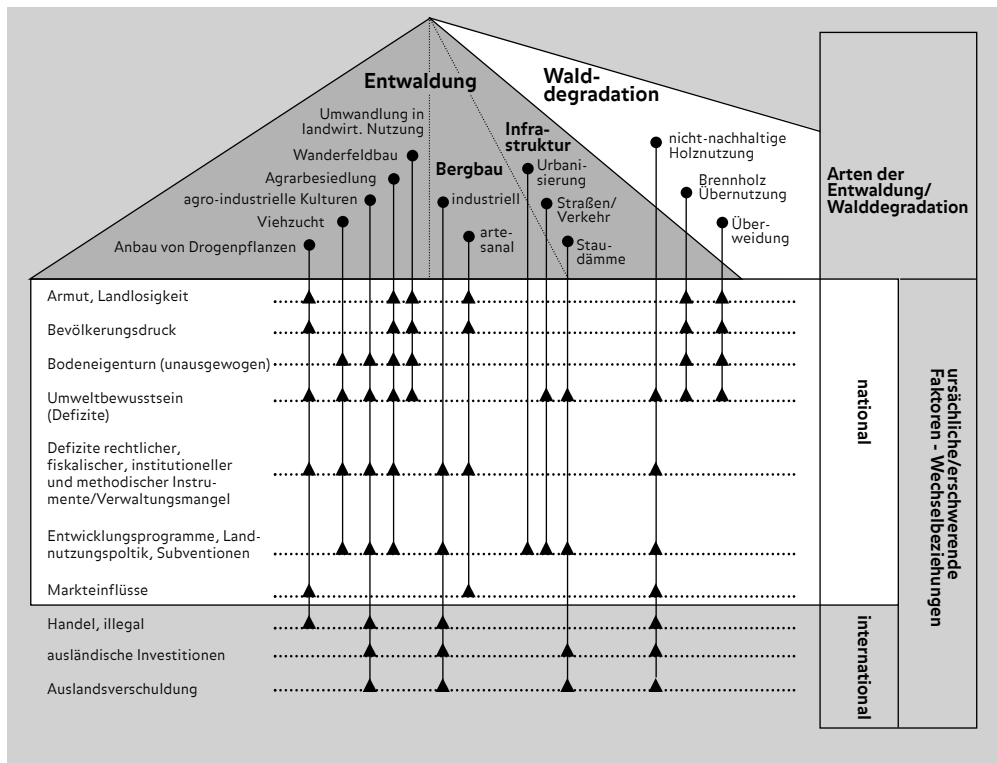 Entwaldung
Wald-
degradation
Umwandlung in
landwirt. Nutzung
Wanderfeldbau
Agrarbesiedlung
agro-industrielle Kulturen
Viehzucht
Anbau von Drogenpflanzen
Bergbau
industriell
arte-
sanal
Infra-
struktur
Urbani-
sierung
Straßen/
Verkehr
Stau-
dämme
nicht-nachhaltige
Holznutzung
Brennholz
Übernutzung
Über-
weidung
Arten der
Entwaldung/
Walddegradation
Armut, Landlosigkeit
Bevölkerungsdruck
Bodeneigenturn (unausgewogen)
Umweltbewusstsein
(Defizite)
Defizite rechtlicher,
fiskalischer, institutioneller
und methodischer Instru-
mente/Verwaltungsmangel
Entwicklungsprogramme, Land-
nutzungspoltik, Subventionen
Markteinflüsse
Handel, illegal
ausländische Investitionen
Auslandsverschuldung
national
international
ursächliche/erschwerende
Faktoren - Wechselbeziehungen